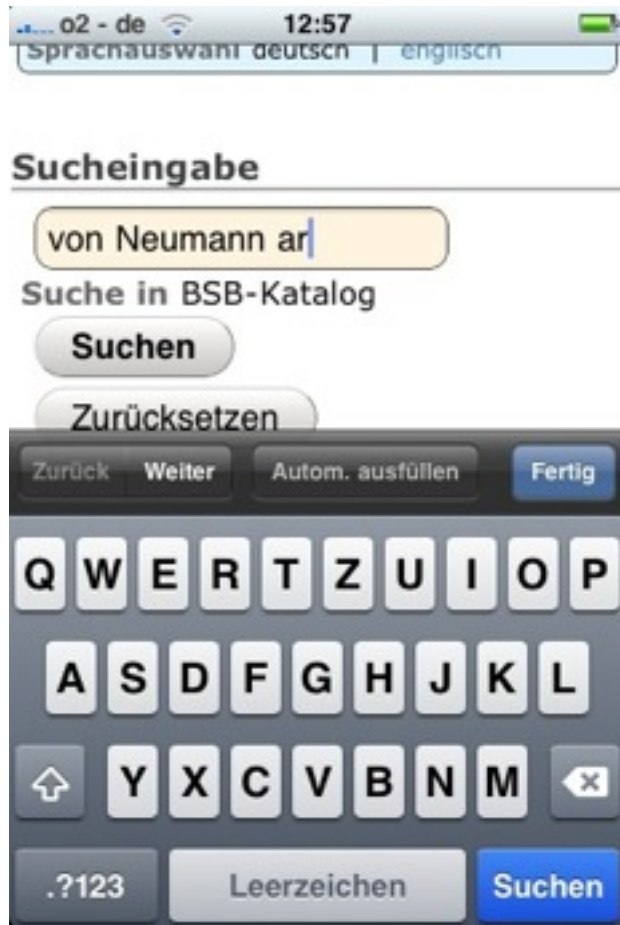 o2 - de 12:57
Sprachauswahl deutsch | englisch
Sucheingabe
von Neumann ar
Suche in BSB-Katalog
Suchen
Zurücksetzen
Zurück Weiter Autom. ausfüllen Fertig
Q W E R T Z U I O P
A S D F G H J K L
Y X C V B N M
.?123 Leerzeichen Suchen